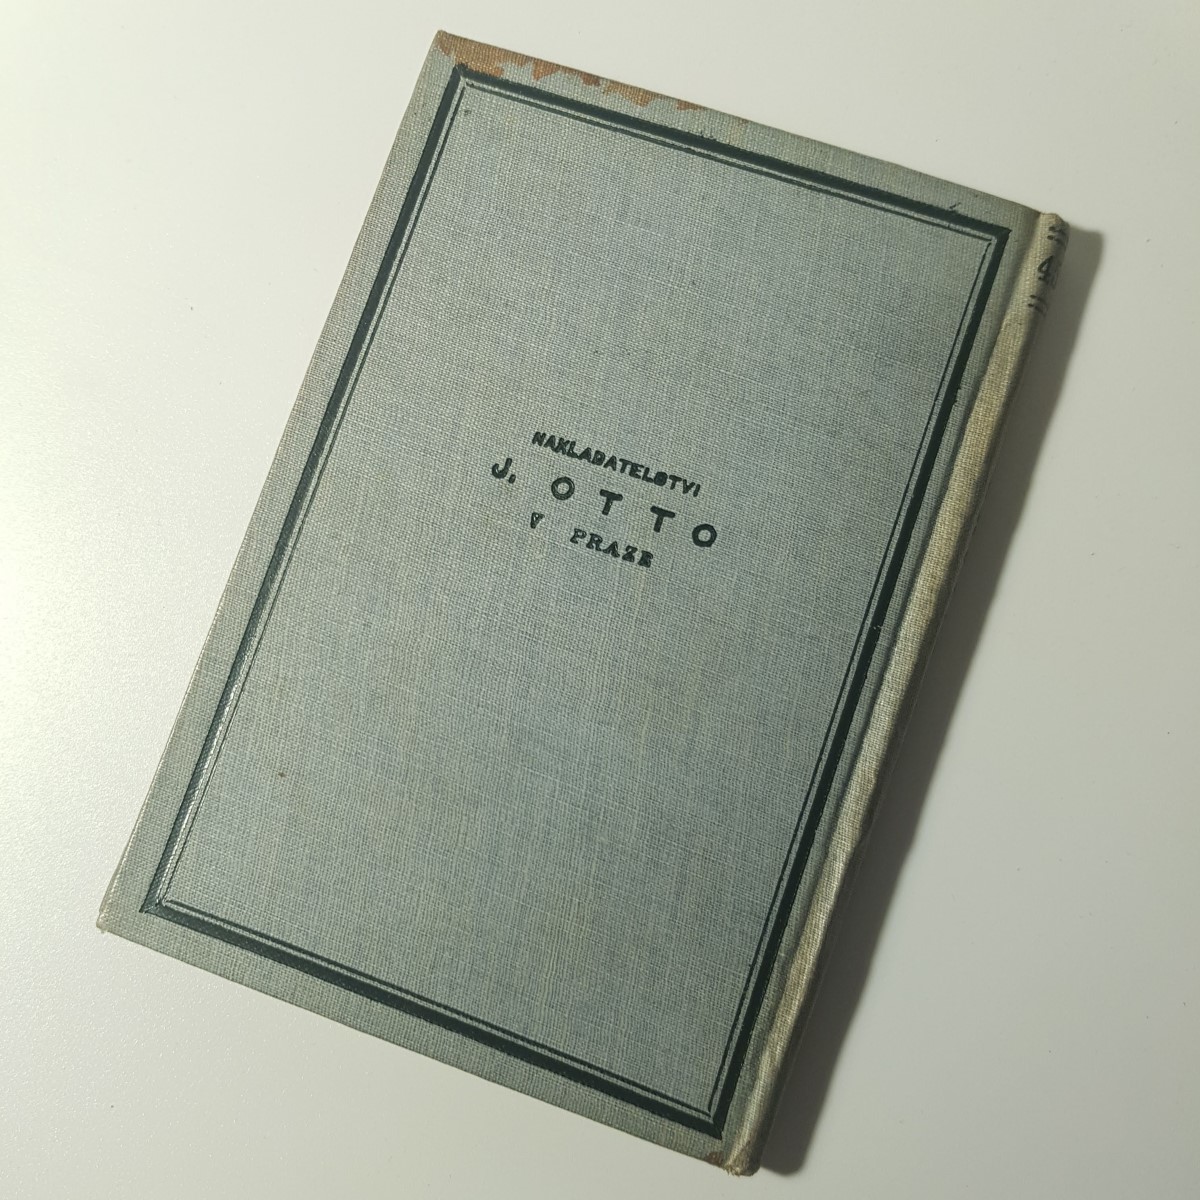 NAKLADATELSTVI
J. OTTO
V PRAZE